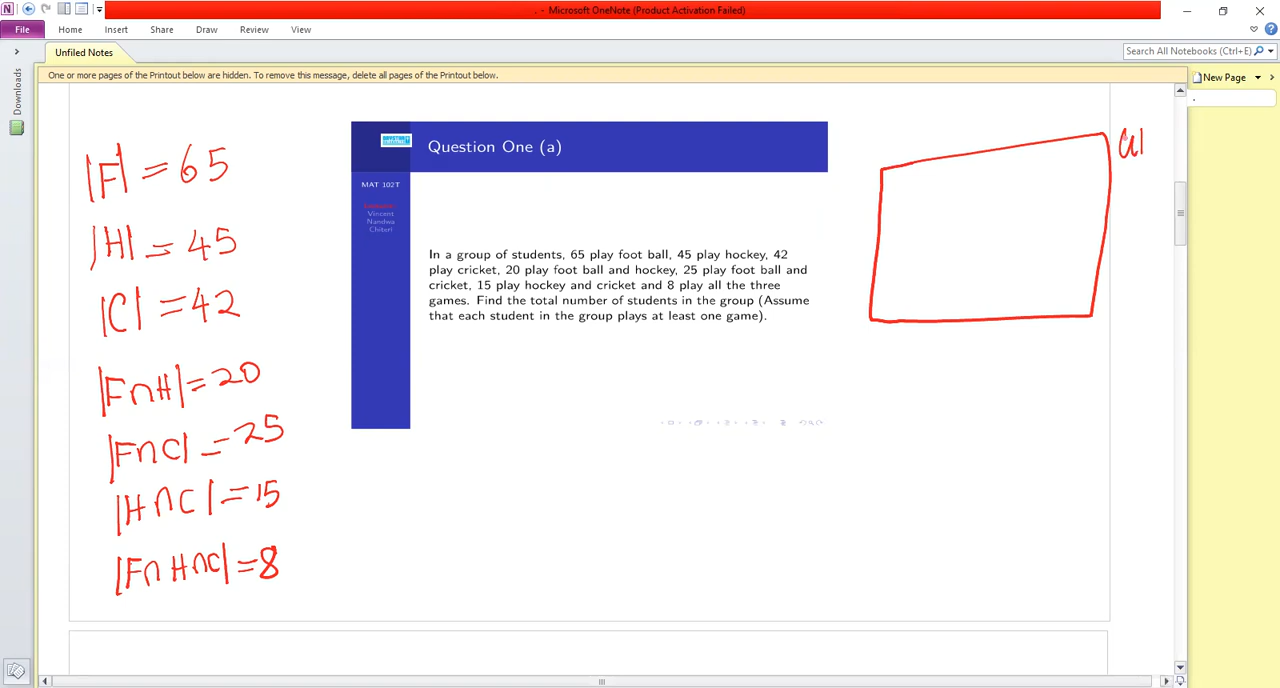 . - Microsoft OneNote (Product Activation Failed)
File Home Insert Share Draw Review View
Unfiled Notes
Search All Notebooks (Ctrl+E)
One or more pages of the Printout below are hidden. To remove this message, delete all pages of the Printout below.
New Page
.
Downloads
|F| = 65
|H| = 45
|C| = 42
|F∩H| = 20
|F∩C| = 25
|H∩C| = 15
|F∩H∩C| = 8
Question One (a)
MAT 102T
Vincent
Nandwa
Chiteri
In a group of students, 65 play foot ball, 45 play hockey, 42
play cricket, 20 play foot ball and hockey, 25 play foot ball and
cricket, 15 play hockey and cricket and 8 play all the three
games. Find the total number of students in the group (Assume
that each student in the group plays at least one game).